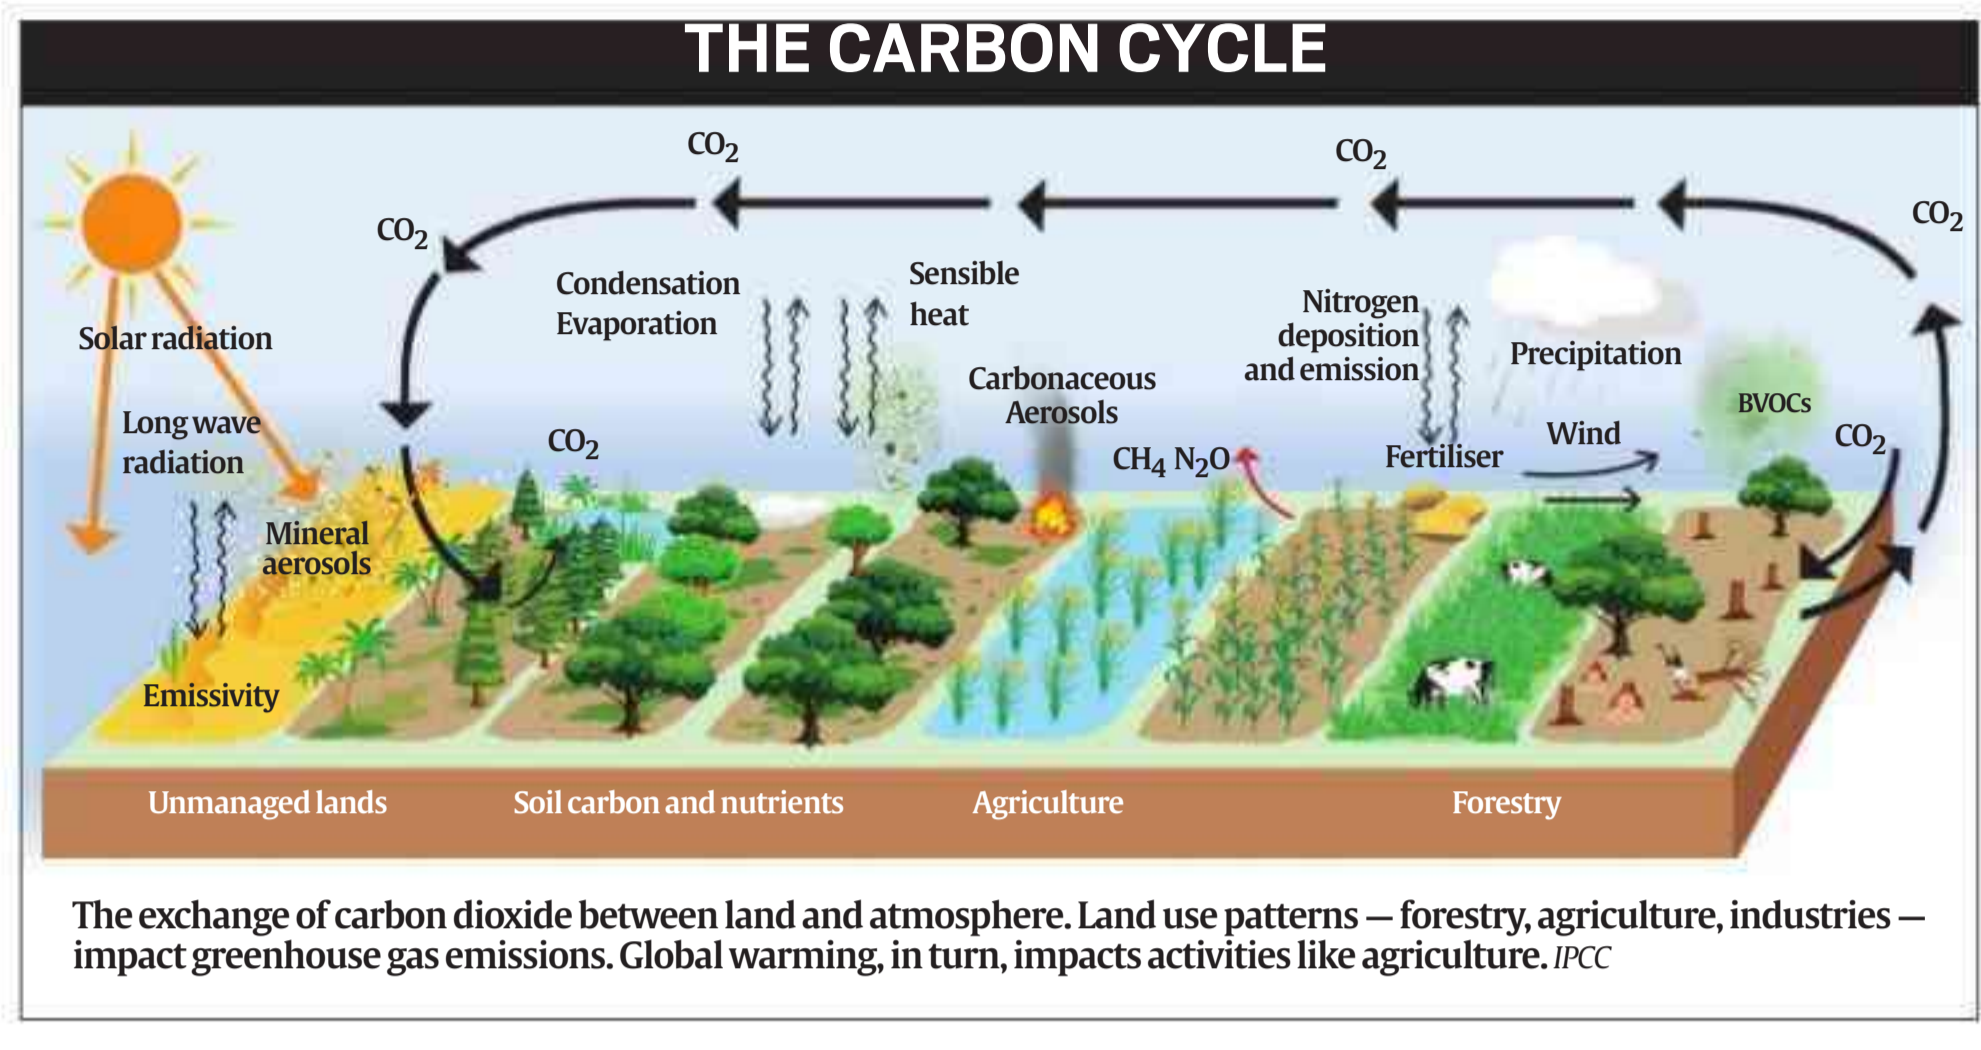 THE CARBON CYCLE
CO₂
CO₂
CO₂
CO₂
Solar radiation
Condensation
Evaporation
Sensible
heat
Nitrogen
deposition
and emission
Precipitation
Carbonaceous
Aerosols
BVOCs
Long wave
radiation
CO₂
CH₄ N₂O
Fertiliser
Wind
CO₂
Mineral
aerosols
Emissivity
Unmanaged lands
Soil carbon and nutrients
Agriculture
Forestry
The exchange of carbon dioxide between land and atmosphere. Land use patterns — forestry, agriculture, industries —
impact greenhouse gas emissions. Global warming, in turn, impacts activities like agriculture. IPCC